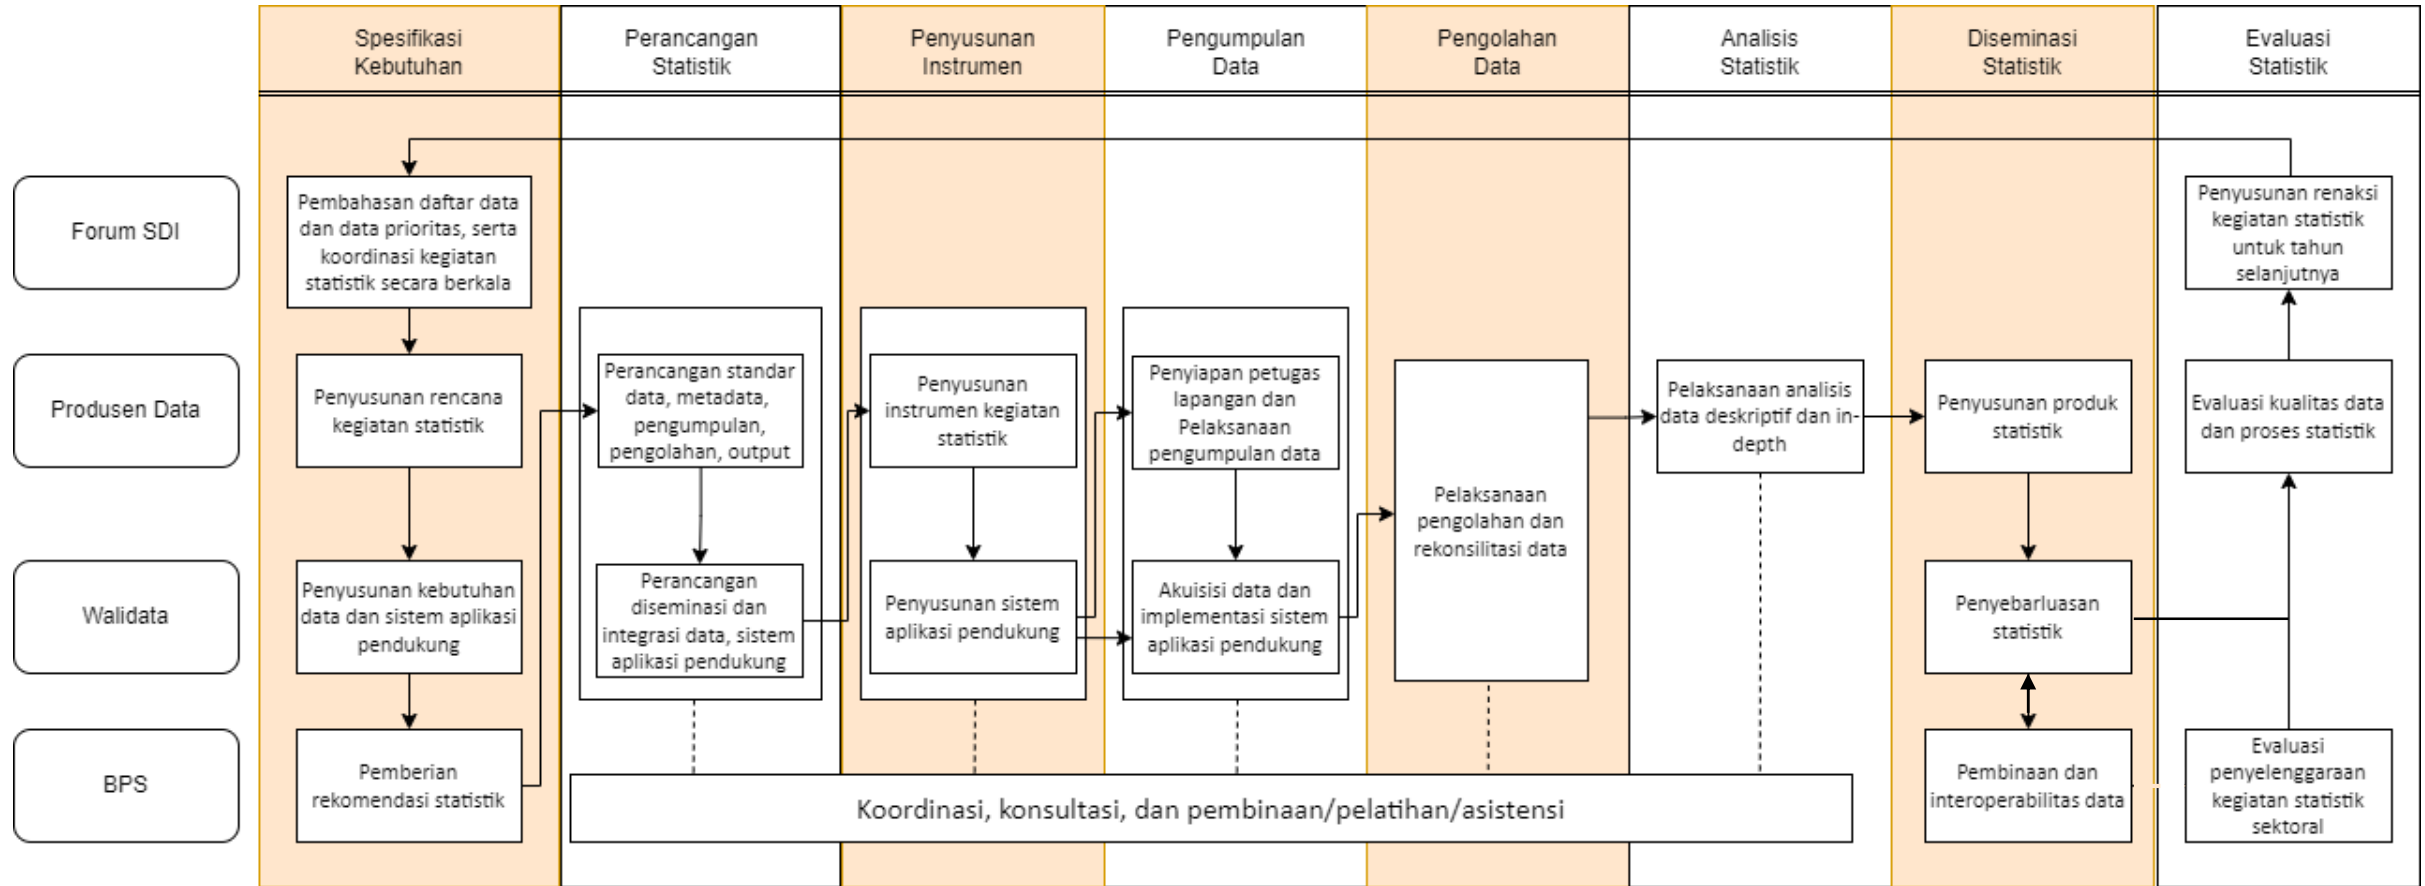 Spesifikasi
Kebutuhan
Perancangan
Statistik
Penyusunan
Instrumen
Pengumpulan
Data
Pengolahan
Data
Analisis
Statistik
Diseminasi
Statistik
Evaluasi
Statistik
Forum SDI
Pembahasan daftar data
dan data prioritas, serta
koordinasi kegiatan
statistik secara berkala
Penyusunan renaksi
kegiatan statistik
untuk tahun
selanjutnya
Produsen Data
Penyusunan rencana
kegiatan statistik
Perancangan standar
data, metadata,
pengumpulan,
pengolahan, output
Penyusunan
instrumen kegiatan
statistik
Penyiapan petugas
lapangan dan
Pelaksanaan
pengumpulan data
Pelaksanaan
pengolahan dan
rekonsilitasi data
Pelaksanaan analisis
data deskriptif dan in-
depth
Penyusunan produk
statistik
Evaluasi kualitas data
dan proses statistik
Walidata
Penyusunan kebutuhan
data dan sistem aplikasi
pendukung
Perancangan
diseminasi dan
integrasi data, sistem
aplikasi pendukung
Penyusunan sistem
aplikasi pendukung
Akuisisi data dan
implementasi sistem
aplikasi pendukung
Penyebarluasan
statistik
BPS
Pemberian
rekomendasi statistik
Koordinasi, konsultasi, dan pembinaan/pelatihan/asistensi
Pembinaan dan
interoperabilitas data
Evaluasi
penyelenggaraan
kegiatan statistik
sektoral